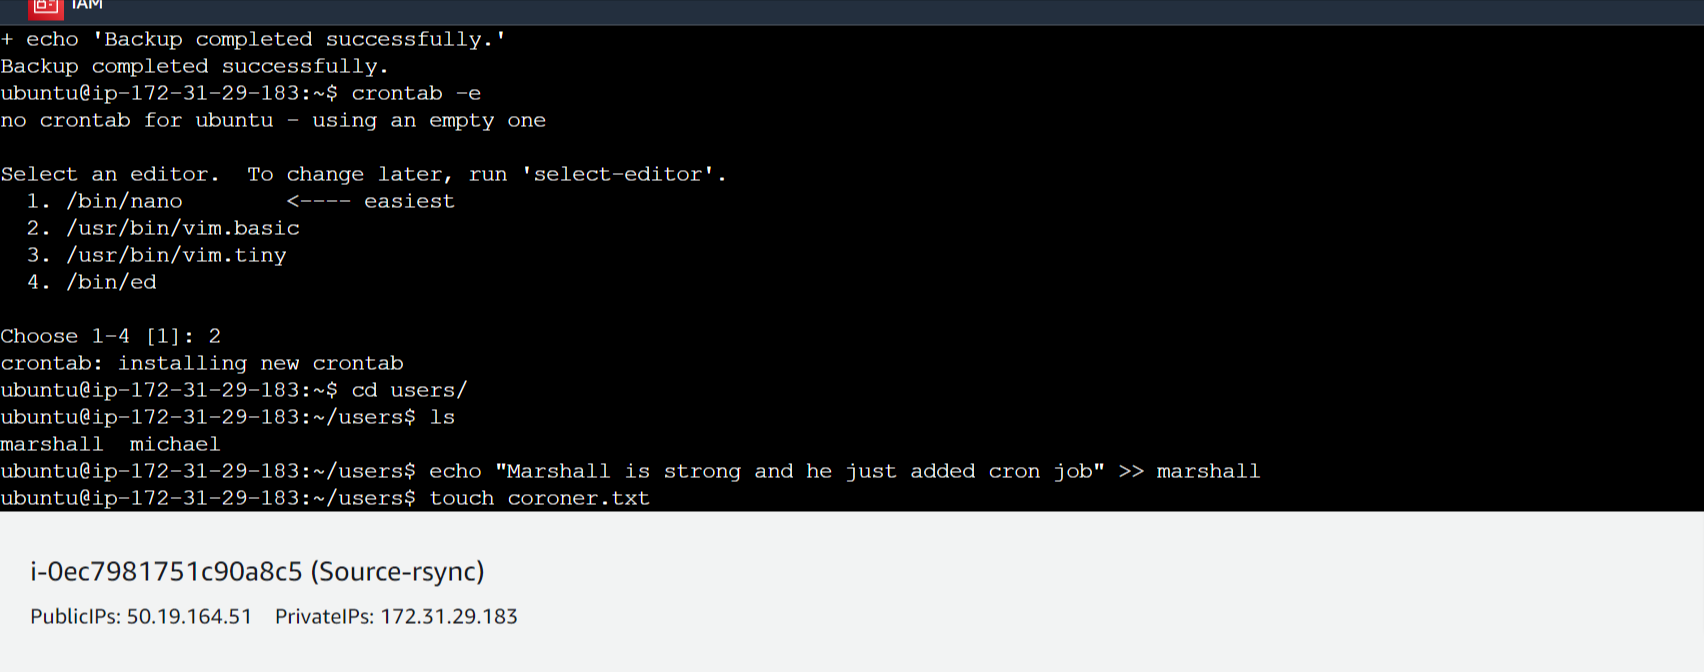 IAM
+ echo 'Backup completed successfully.'
Backup completed successfully.
ubuntu@ip-172-31-29-183:~$ crontab -e
no crontab for ubuntu - using an empty one
Select an editor.  To change later, run 'select-editor'.
  1. /bin/nano        <---- easiest
  2. /usr/bin/vim.basic
  3. /usr/bin/vim.tiny
  4. /bin/ed
Choose 1-4 [1]: 2
crontab: installing new crontab
ubuntu@ip-172-31-29-183:~$ cd users/
ubuntu@ip-172-31-29-183:~/users$ ls
marshall  michael
ubuntu@ip-172-31-29-183:~/users$ echo "Marshall is strong and he just added cron job" >> marshall
ubuntu@ip-172-31-29-183:~/users$ touch coroner.txt
i-0ec7981751c90a8c5 (Source-rsync)
PublicIPs: 50.19.164.51    PrivateIPs: 172.31.29.183